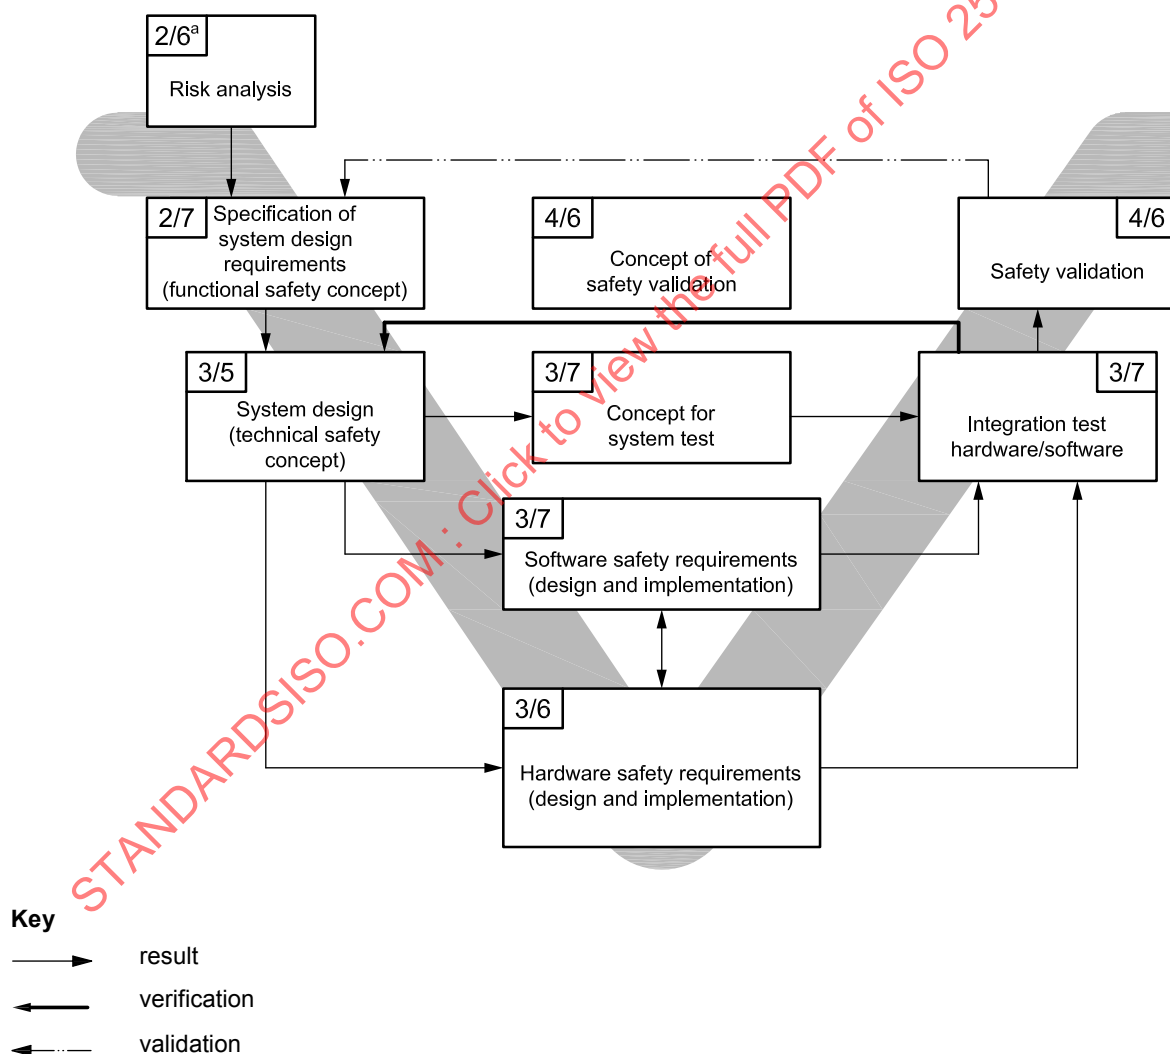 2/6a
Risk analysis
2/7
Specification of
system design
requirements
(functional safety concept)
4/6
Concept of
safety validation
4/6
Safety validation
3/5
System design
(technical safety
concept)
3/7
Concept for
system test
3/7
Integration test
hardware/software
3/7
Software safety requirements
(design and implementation)
3/6
Hardware safety requirements
(design and implementation)
STANDARDSISO.COM : Click to view the full PDF of ISO 25
Key
result
verification
validation